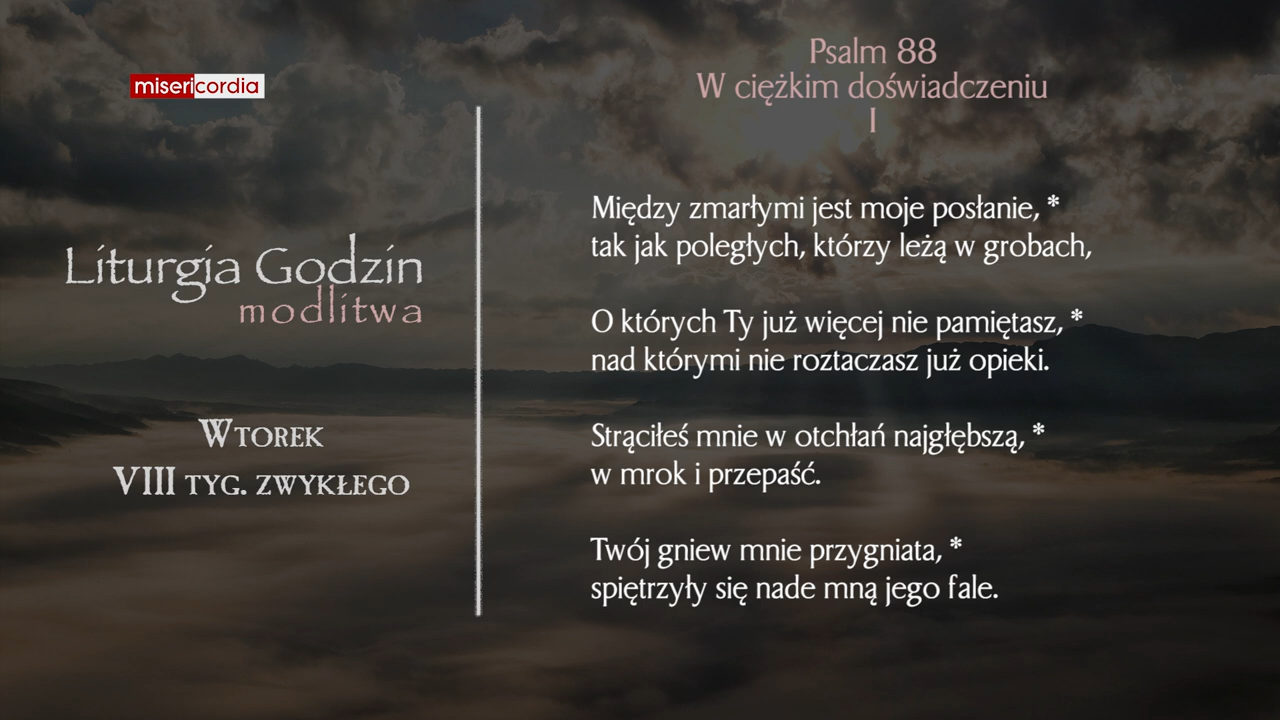 misericordia
Liturgia Godzin
modlitwa
Wtorek
VIII tyg. zwykłego
Psalm 88
W ciężkim doświadczeniu
I
Między zmarłymi jest moje posłanie, *
tak jak poległych, którzy leżą w grobach,
O których Ty już więcej nie pamiętasz, *
nad którymi nie roztaczasz już opieki.
Strąciłeś mnie w otchłań najgłębszą, *
w mrok i przepaść.
Twój gniew mnie przygniata, *
spiętrzyły się nade mną jego fale.